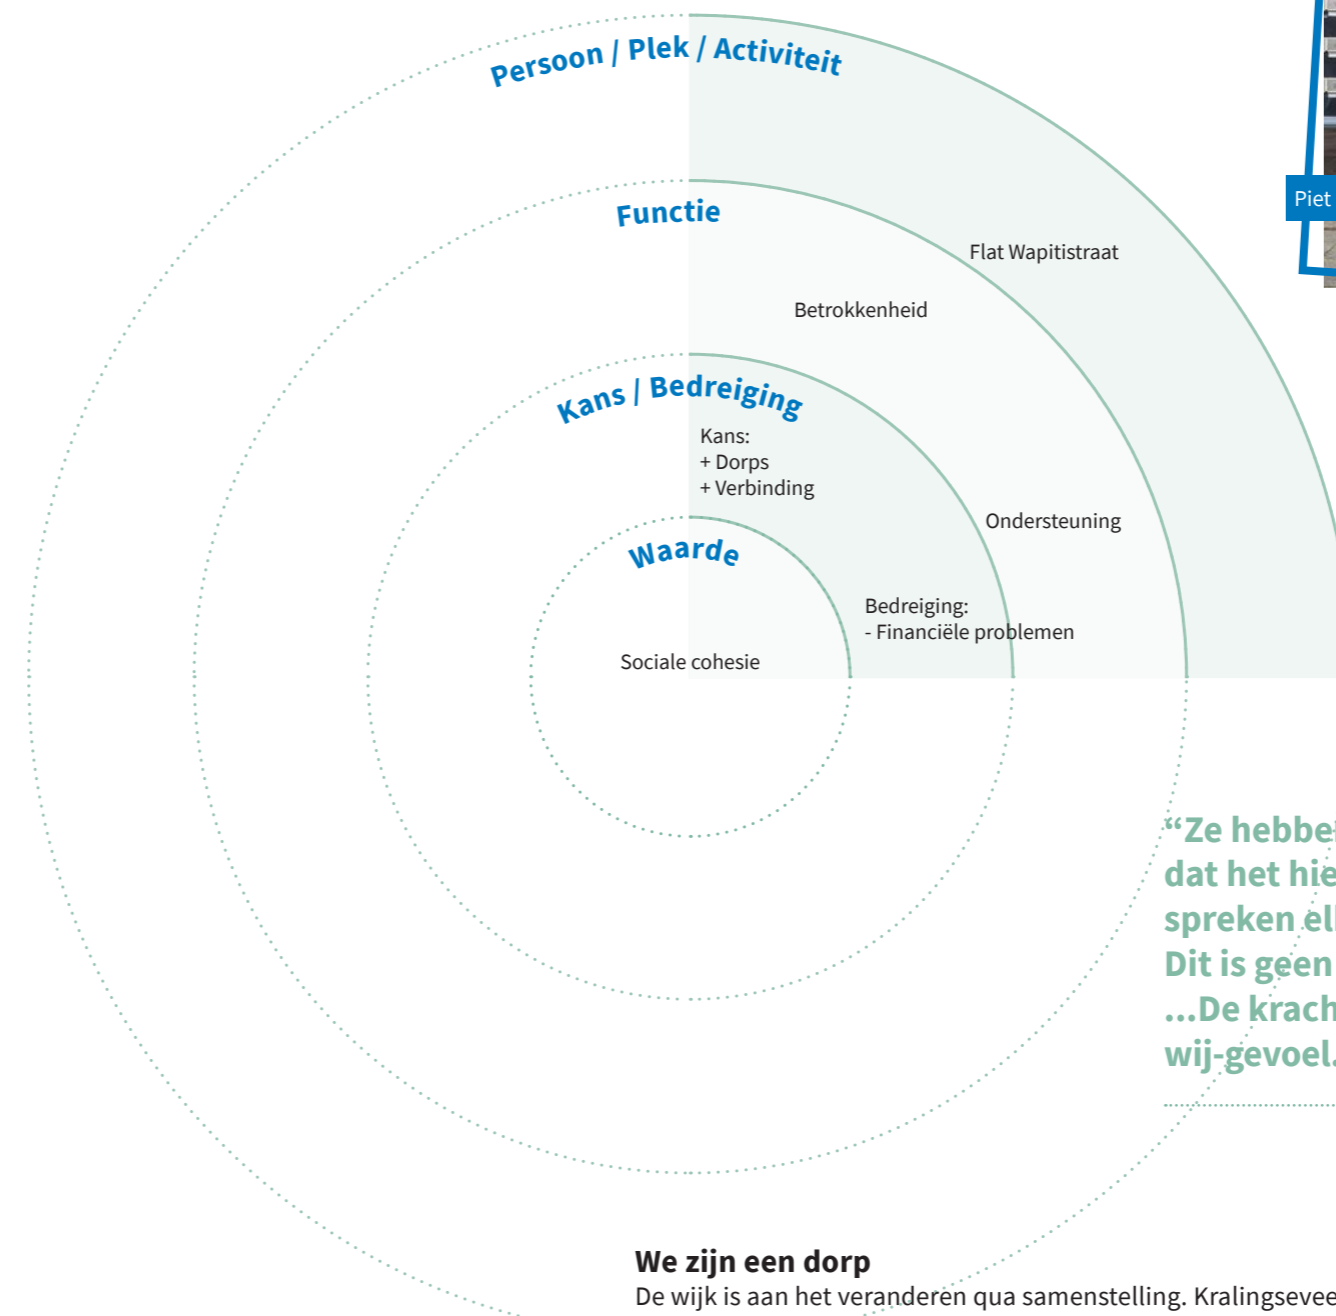 Persoon / Plek / Activiteit
Piet
Functie
Flat Wapitistraat
Betrokkenheid
Kans / Bedreiging
Kans:
+ Dorps
+ Verbinding
Ondersteuning
Waarde
Bedreiging:
- Financiële problemen
Sociale cohesie
“Ze hebbe
dat het hie
spreken el
Dit is geen
...De krach
wij-gevoel.
We zijn een dorp
De wijk is aan het veranderen qua samenstelling. Kralingsevee